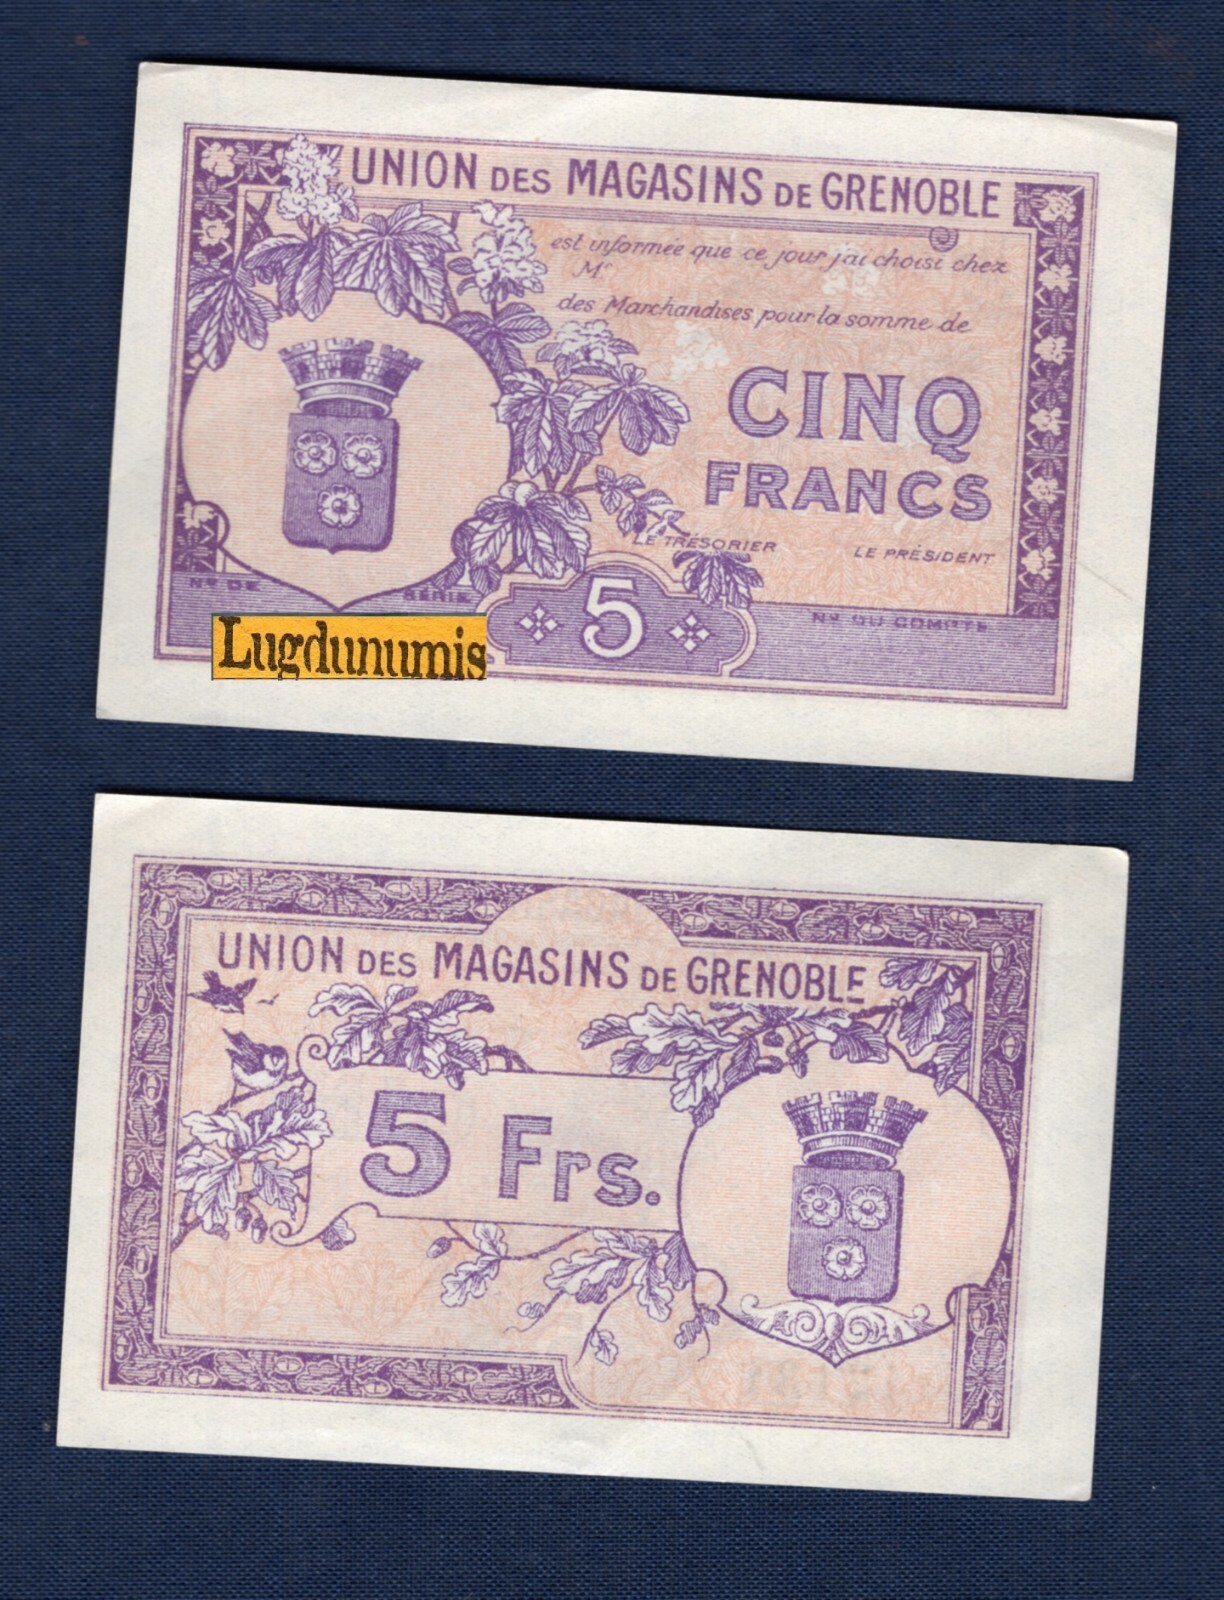 UNION DES MAGASINS DE GRENOBLE
est informée que ce jour j'ai choisi chez
Mr
des Marchandises pour la somme de
CINQ
FRANCS
LE TRÉSORIER LE PRÉSIDENT
No DE SÉRIE
5
No DU COMPTE
Lugdunumis
UNION DES MAGASINS DE GRENOBLE
5 Frs.